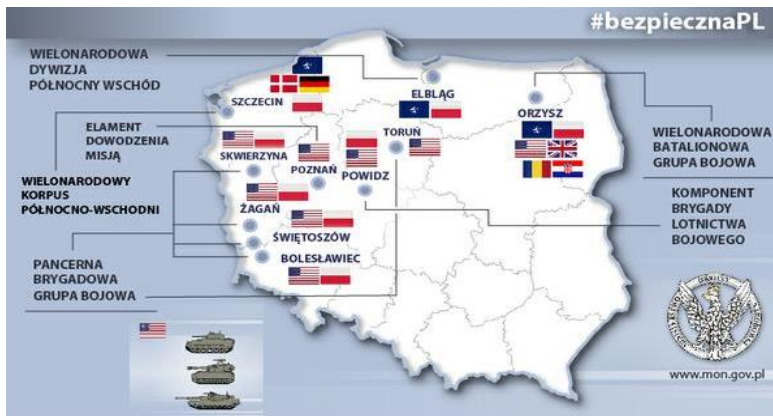 #bezpiecznaPL
WIELONARODOWA
DYWIZJA
PÓŁNOCNY WSCHÓD
ELBLĄG
SZCZECIN
ORZYSZ
ELAMENT
DOWODZENIA
MISJĄ
TORUŃ
WIELONARODOWA
BATALIONOWA
GRUPA BOJOWA
SKWIERZYNA
POZNAŃ
POWIDZ
WIELONARODOWY
KORPUS
PÓŁNOCNO-WSCHODNI
KOMPONENT
BRYGADY
LOTNICTWA
BOJOWEGO
ŻAGAŃ
ŚWIĘTOSZÓW
BOLESŁAWIEC
PANCERNA
BRYGADOWA
GRUPA BOJOWA
www.mon.gov.pl